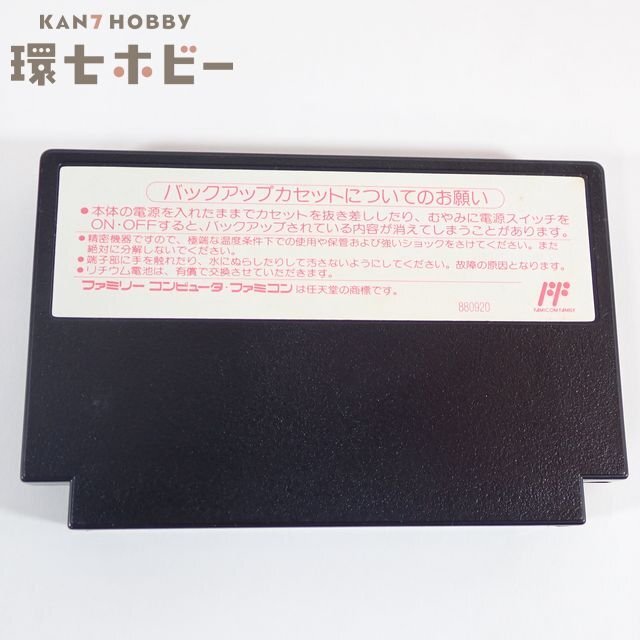 KAN7 HOBBY
環七ホビー
バックアップカセットについてのお願い
●本体の電源を入れたままでカセットを抜き差ししたり、むやみに電源スイッチを
ON・OFFすると、バックアップされている内容が消えてしまうことがあります。
●精密機器ですので、極端な温度条件下での使用や保管および強いショックをさけてください。また
絶対に分解しないでください。
●端子部に手を触れたり、水にぬらしたりして汚さないようにしてください。故障の原因となります。
●リチウム電池は、有償で交換させていただきます。
ファミリー コンピュータ・ファミコンは任天堂の商標です。
880920
FAMICOM FAMILY